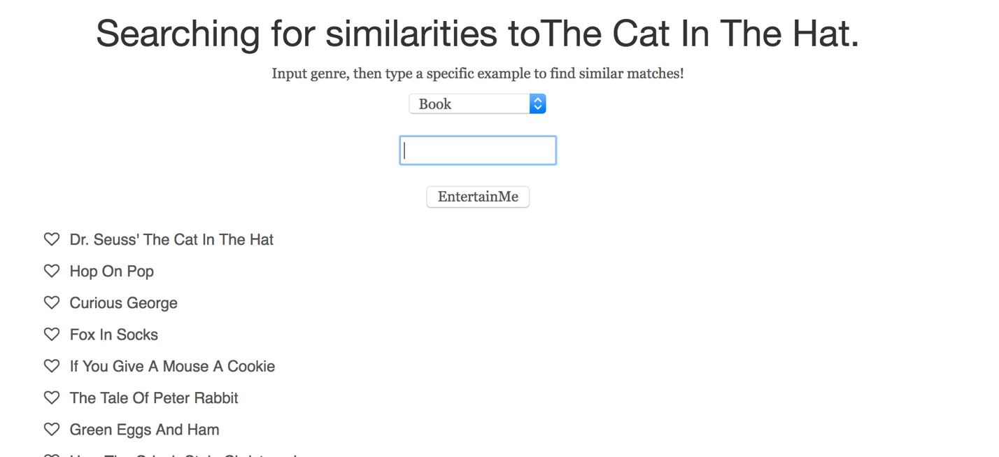 Searching for similarities toThe Cat In The Hat.
Input genre, then type a specific example to find similar matches!
Book
EntertainMe
Dr. Seuss' The Cat In The Hat
Hop On Pop
Curious George
Fox In Socks
If You Give A Mouse A Cookie
The Tale Of Peter Rabbit
Green Eggs And Ham